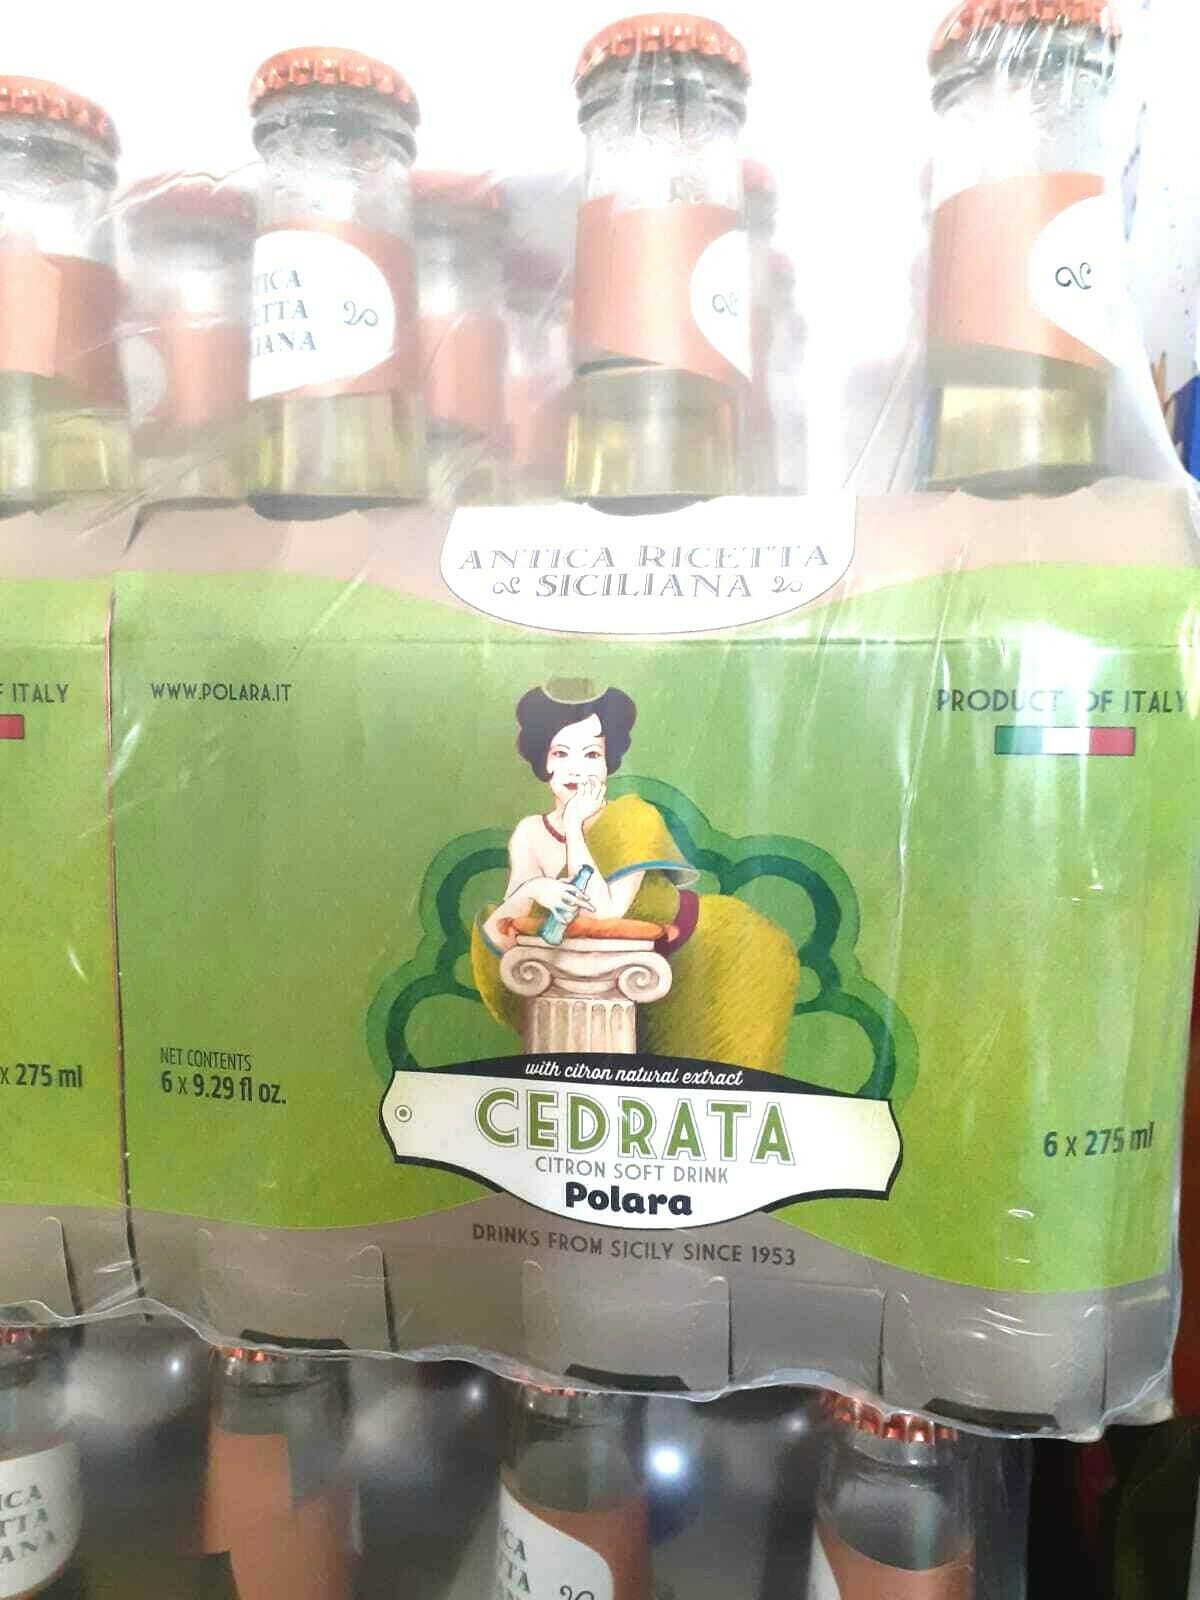 ANTICA RICETTA
SICILIANA
ITALY
WWW.POLARA.IT
PRODUCT OF ITALY
x 275 ml
NET CONTENTS
6 x 9.29 fl oz.
with citron natural extract
CEDRATA
CITRON SOFT DRINK
Polara
6 x 275 ml
DRINKS FROM SICILY SINCE 1953